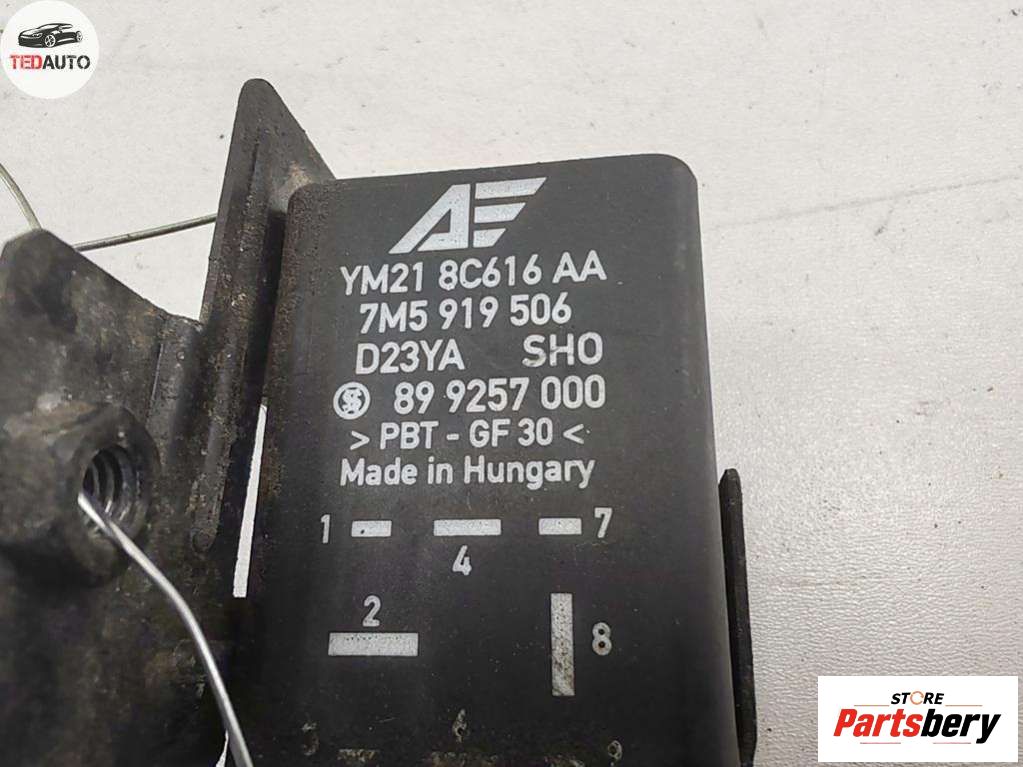 TEDAUTO
AE
YM21 8C616 AA
7M5 919 506
D23YA SHO
89 9257 000
> PBT - GF 30 <
Made in Hungary
1 7
4
2
8
STORE
Partsbery